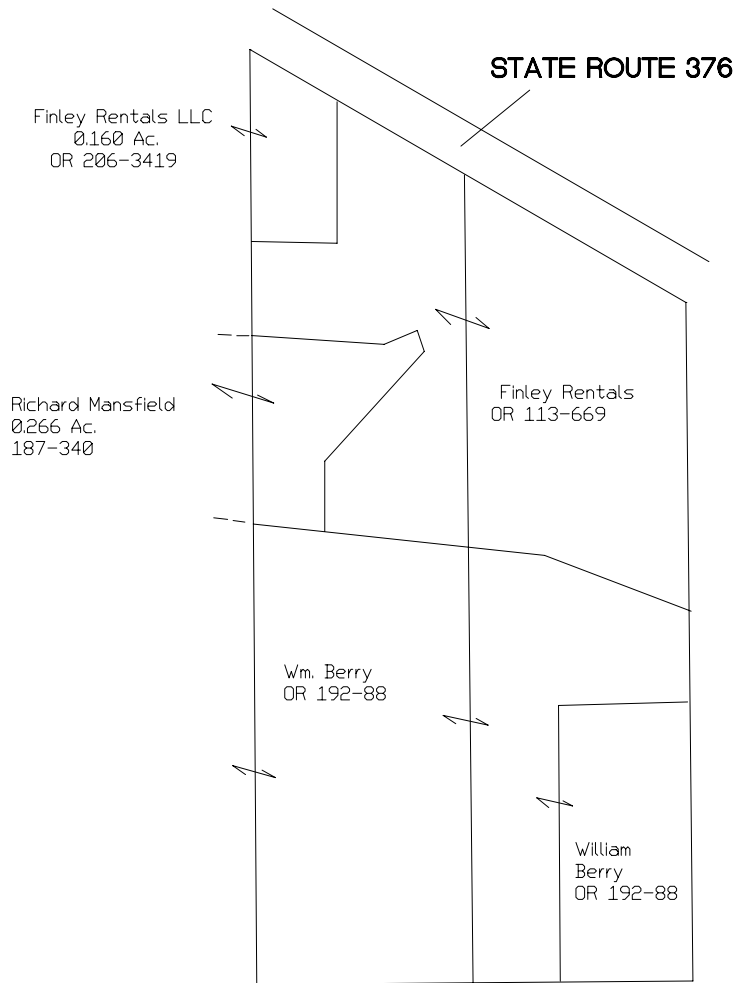 STATE ROUTE 376
Finley Rentals LLC
0.160 Ac.
OR 206-3419
Finley Rentals
OR 113-669
Richard Mansfield
0.266 Ac.
187-340
Wm. Berry
OR 192-88
William
Berry
OR 192-88